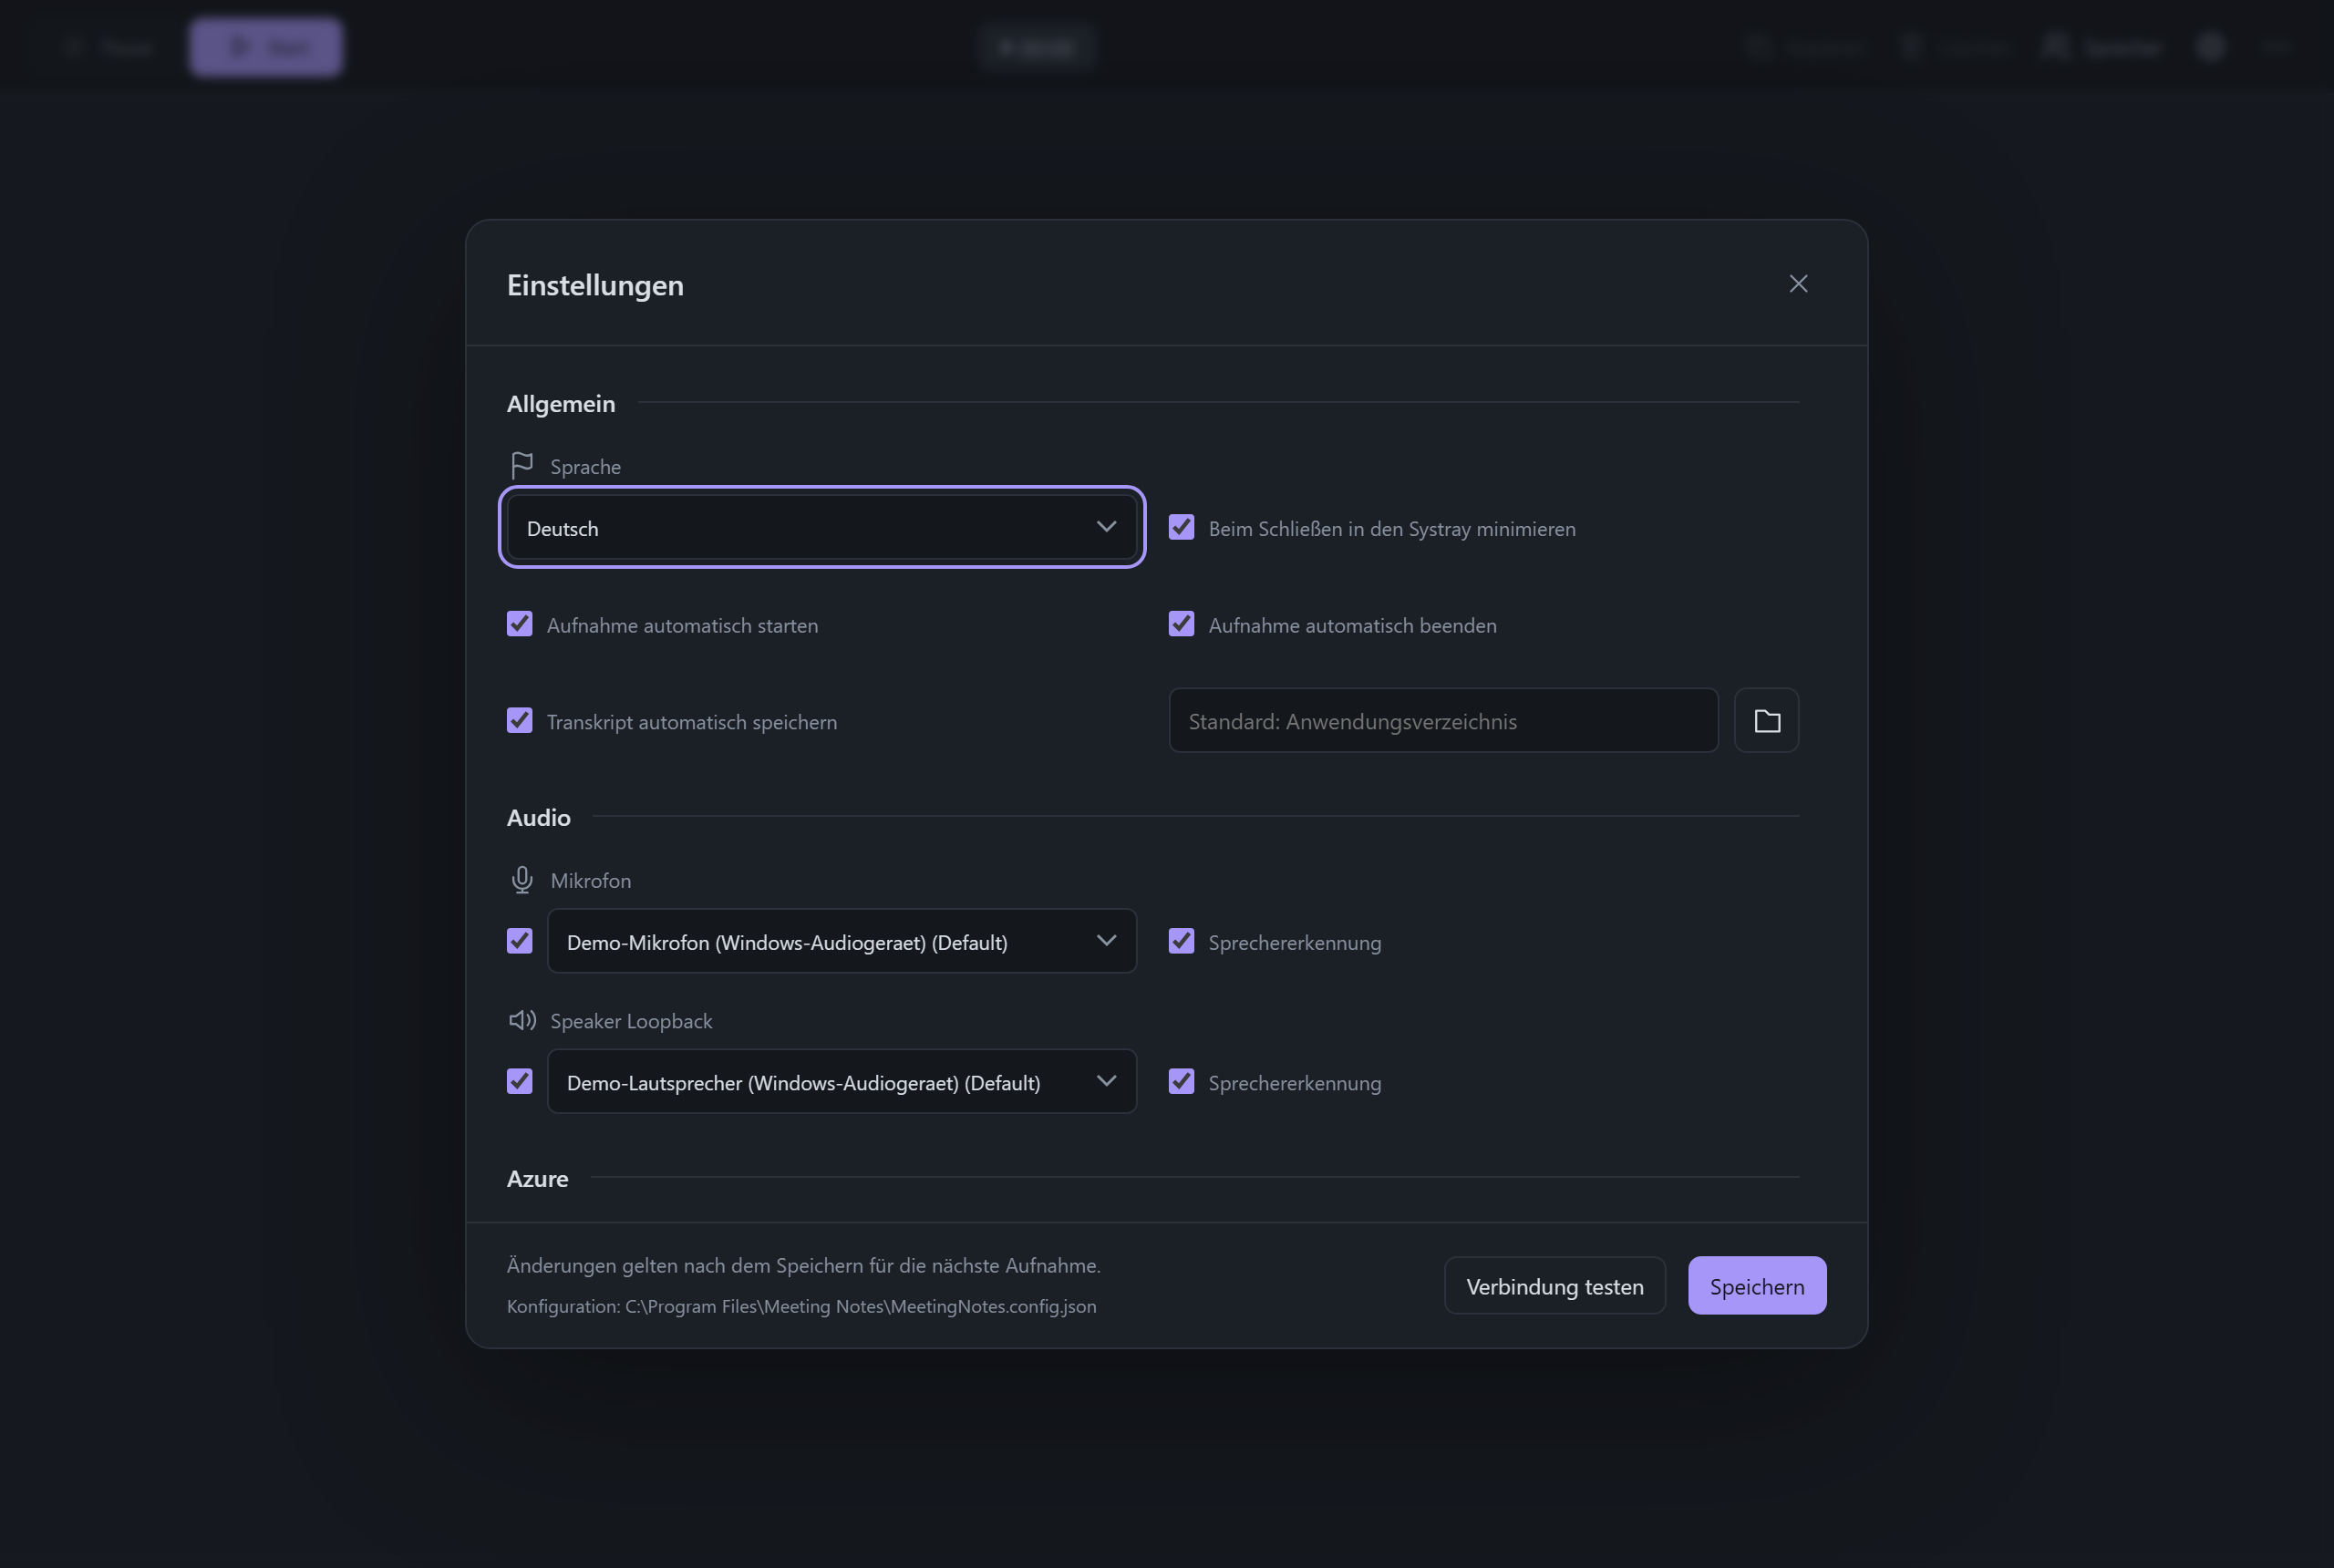 Einstellungen
Allgemein
Sprache
Deutsch
Beim Schließen in den Systray minimieren
Aufnahme automatisch starten
Aufnahme automatisch beenden
Transkript automatisch speichern
Standard: Anwendungsverzeichnis
Audio
Mikrofon
Demo-Mikrofon (Windows-Audiogeraet) (Default)
Sprechererkennung
Speaker Loopback
Demo-Lautsprecher (Windows-Audiogeraet) (Default)
Sprechererkennung
Azure
Änderungen gelten nach dem Speichern für die nächste Aufnahme.
Konfiguration: C:\Program Files\Meeting Notes\MeetingNotes.config.json
Verbindung testen
Speichern